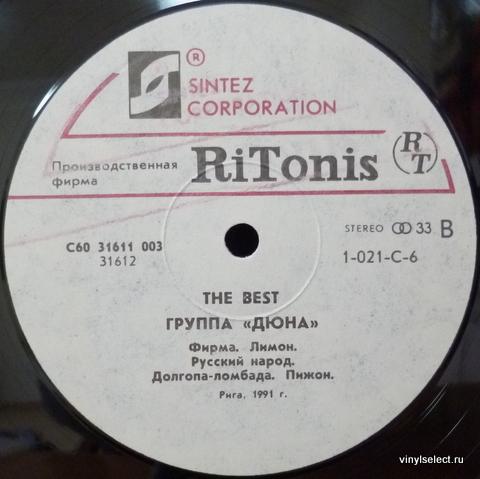 ®
SINTEZ
CORPORATION
Производственная
фирма
RiTonis
RT
С60 31611 003
31612
STEREO 33 B
1-021-С-6
THE BEST
ГРУППА «ДЮНА»
Фирма. Лимон.
Русский народ.
Долгопа-ломбада. Пижон.
Рига, 1991 г.
vinylselect.ru